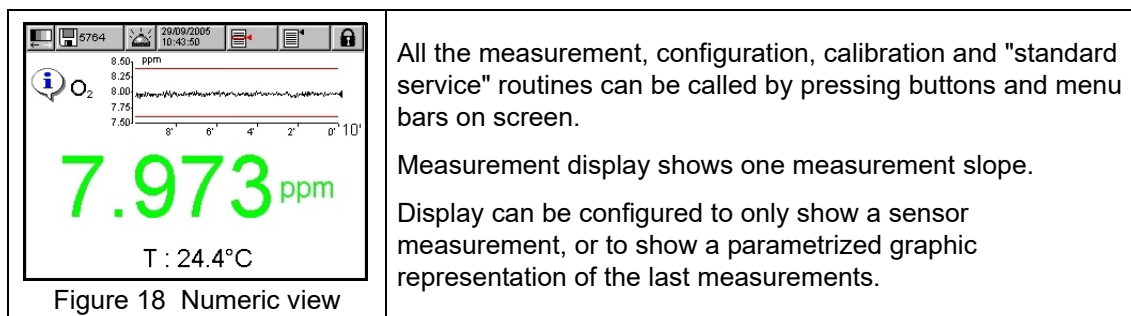 5764
29/09/2005
10:43:50
8.50 ppm
8.25
O₂
8.00
7.75
7.50
8' 6' 4' 2' 0' 10'
7.973 ppm
T : 24.4°C
Figure 18 Numeric view
All the measurement, configuration, calibration and "standard
service" routines can be called by pressing buttons and menu
bars on screen.
Measurement display shows one measurement slope.
Display can be configured to only show a sensor
measurement, or to show a parametrized graphic
representation of the last measurements.